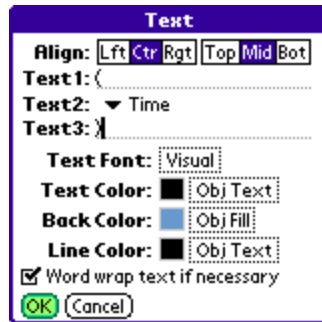 Text
Align: Lft Ctr Rgt Top Mid Bot
Text1: (
Text2: Time
Text3: )
Text Font: Visual
Text Color: Obj Text
Back Color: Obj Fill
Line Color: Obj Text
Word wrap text if necessary
OK Cancel